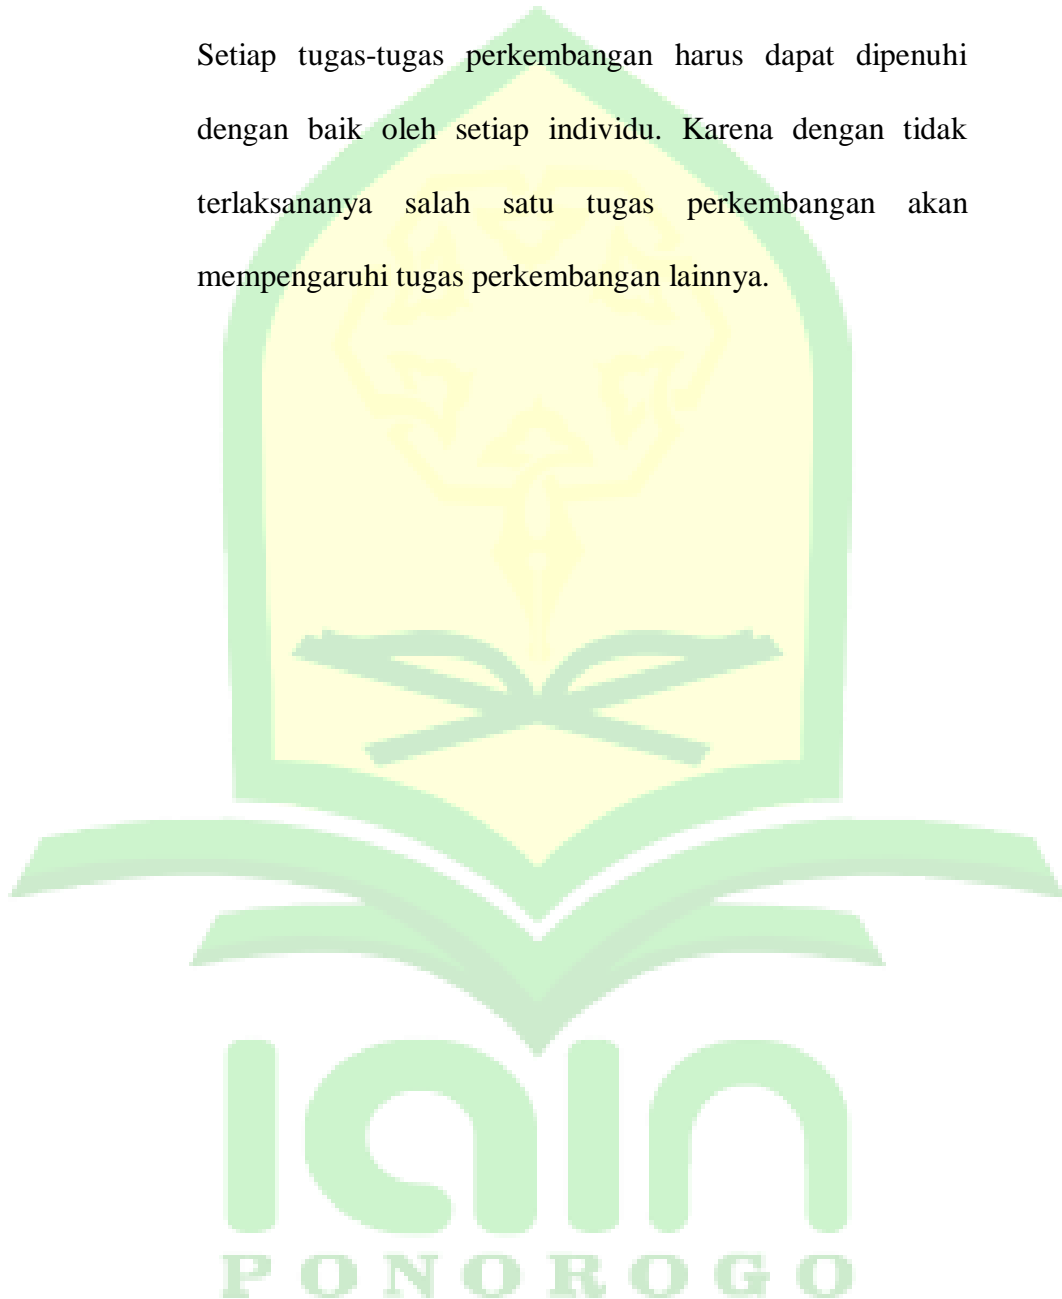 Setiap tugas-tugas perkembangan harus dapat dipenuhi
dengan baik oleh setiap individu. Karena dengan tidak
terlaksananya salah satu tugas perkembangan akan
mempengaruhi tugas perkembangan lainnya.
iain
PONOROGO